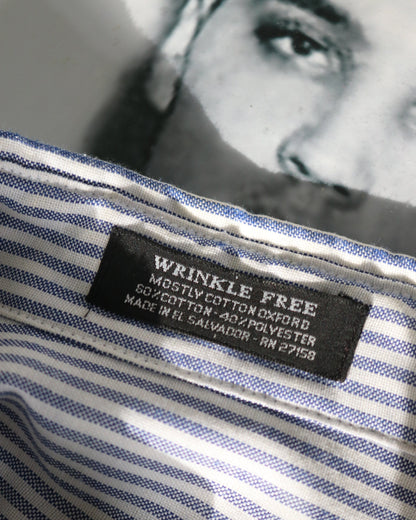 WRINKLE FREE
MOSTLY COTTON OXFORD
60%COTTON - 40%POLYESTER
MADE IN EL SALVADOR - RN 27158